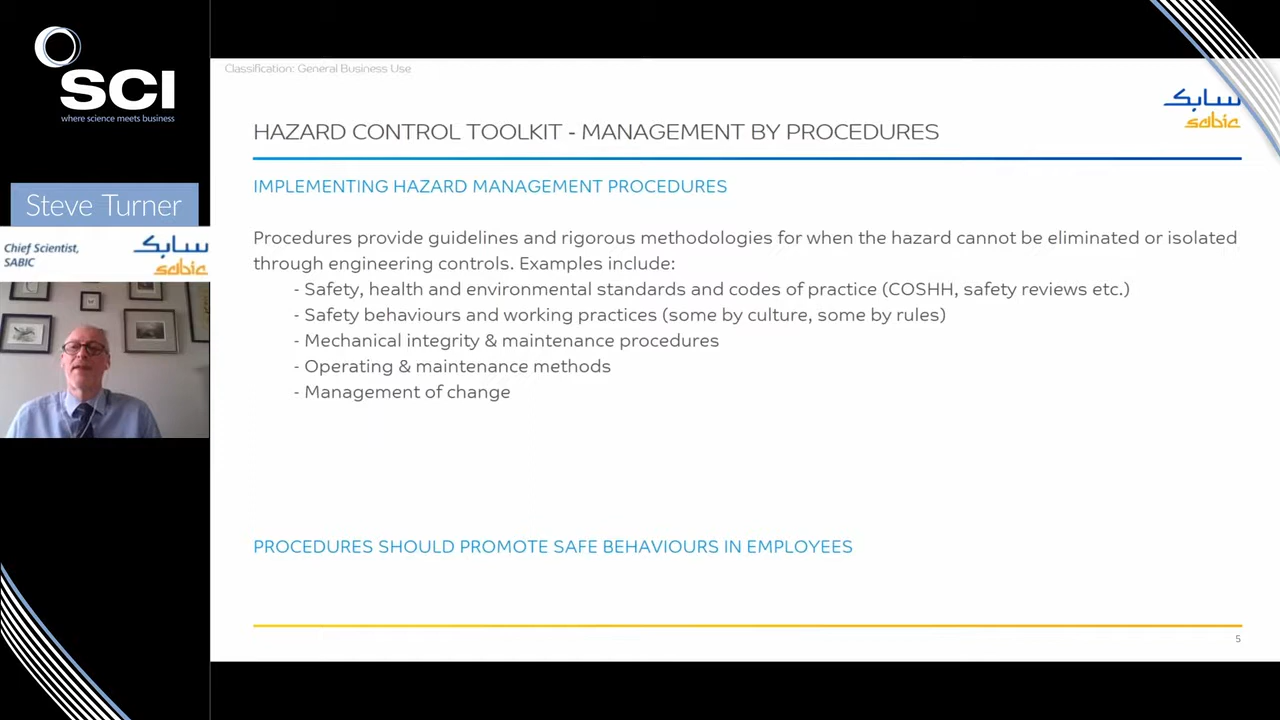 SCI
where science meets business
Steve Turner
Chief Scientist,
SABIC
سابك
sabic
Classification: General Business Use
سابك
sabic
HAZARD CONTROL TOOLKIT - MANAGEMENT BY PROCEDURES
IMPLEMENTING HAZARD MANAGEMENT PROCEDURES
Procedures provide guidelines and rigorous methodologies for when the hazard cannot be eliminated or isolated
through engineering controls. Examples include:
- Safety, health and environmental standards and codes of practice (COSHH, safety reviews etc.)
- Safety behaviours and working practices (some by culture, some by rules)
- Mechanical integrity & maintenance procedures
- Operating & maintenance methods
- Management of change
PROCEDURES SHOULD PROMOTE SAFE BEHAVIOURS IN EMPLOYEES
5